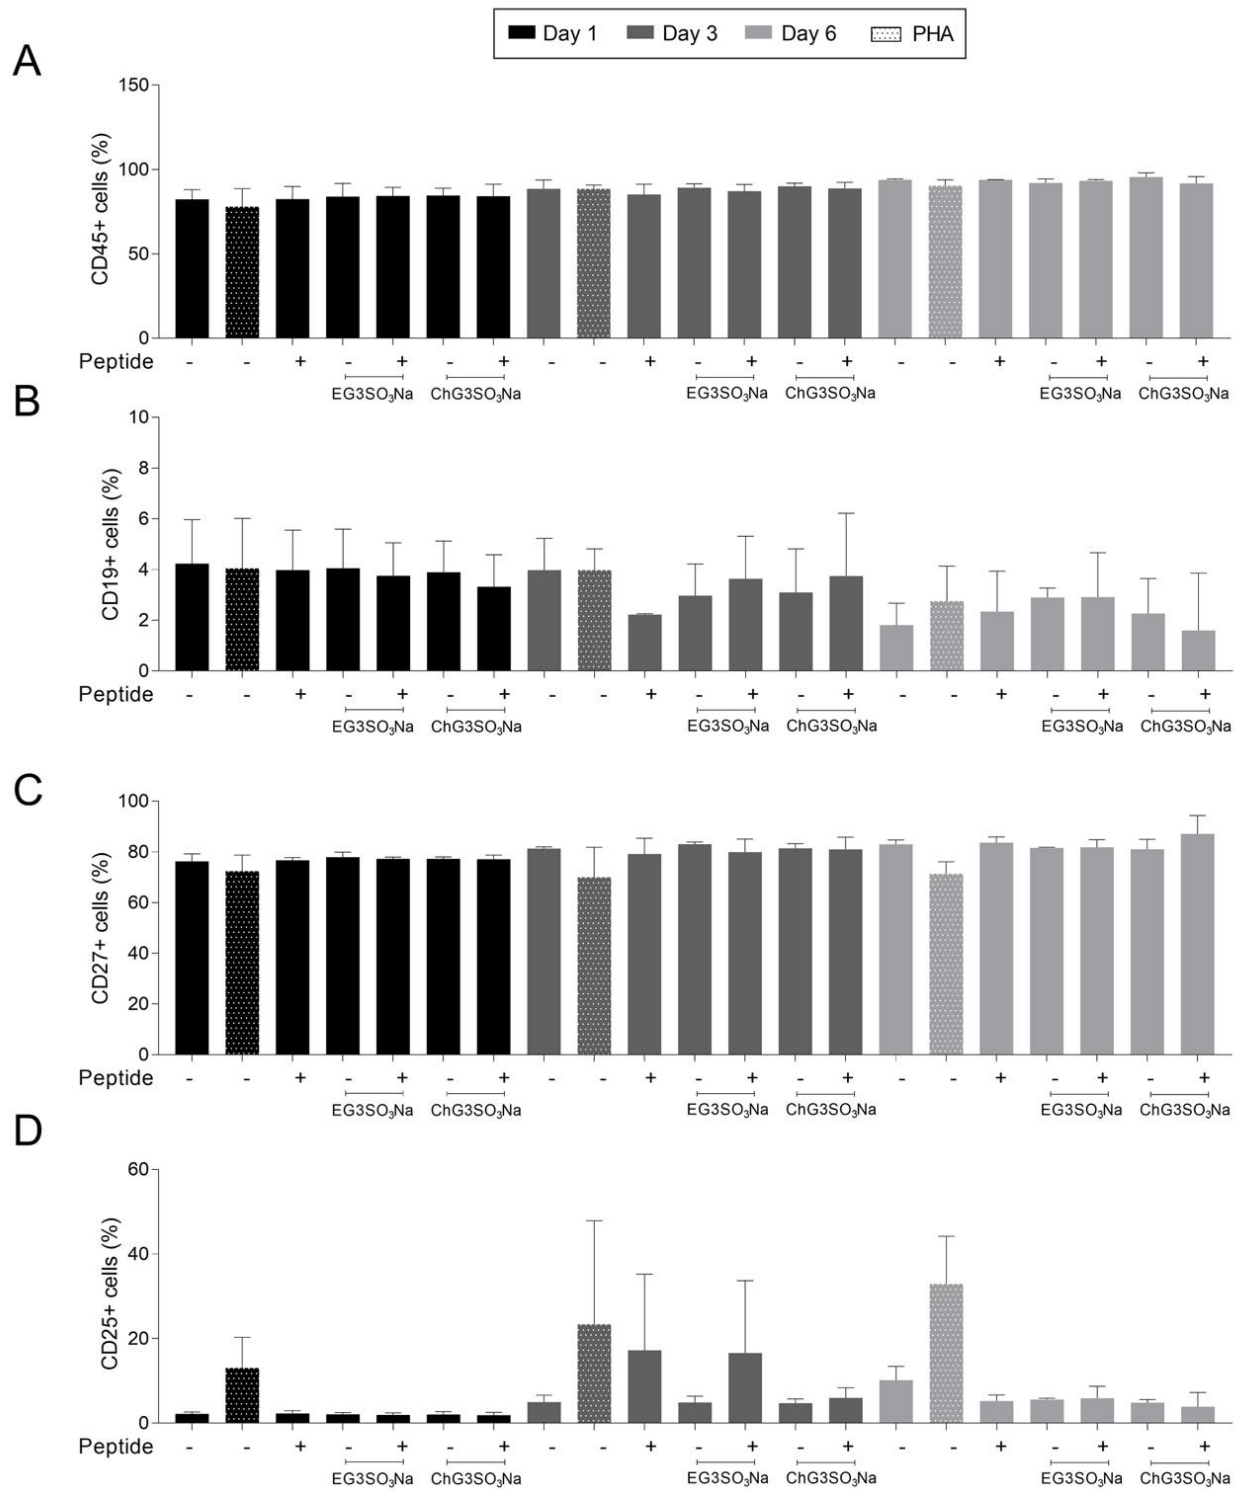 Day 1 Day 3 Day 6 PHA
A
150
100
50
0
CD45+ cells (%)
Peptide - - + - + - + - - + - + - + - - + - + - +
EG3SO₃Na ChG3SO₃Na EG3SO₃Na ChG3SO₃Na EG3SO₃Na ChG3SO₃Na
B
10
8
6
4
2
0
CD19+ cells (%)
Peptide - - + - + - + - - + - + - + - - + - + - +
EG3SO₃Na ChG3SO₃Na EG3SO₃Na ChG3SO₃Na EG3SO₃Na ChG3SO₃Na
C
100
80
60
40
20
0
CD27+ cells (%)
Peptide - - + - + - + - - + - + - + - - + - + - +
EG3SO₃Na ChG3SO₃Na EG3SO₃Na ChG3SO₃Na EG3SO₃Na ChG3SO₃Na
D
60
40
20
0
CD25+ cells (%)
Peptide - - + - + - + - - + - + - + - - + - + - +
EG3SO₃Na ChG3SO₃Na EG3SO₃Na ChG3SO₃Na EG3SO₃Na ChG3SO₃Na